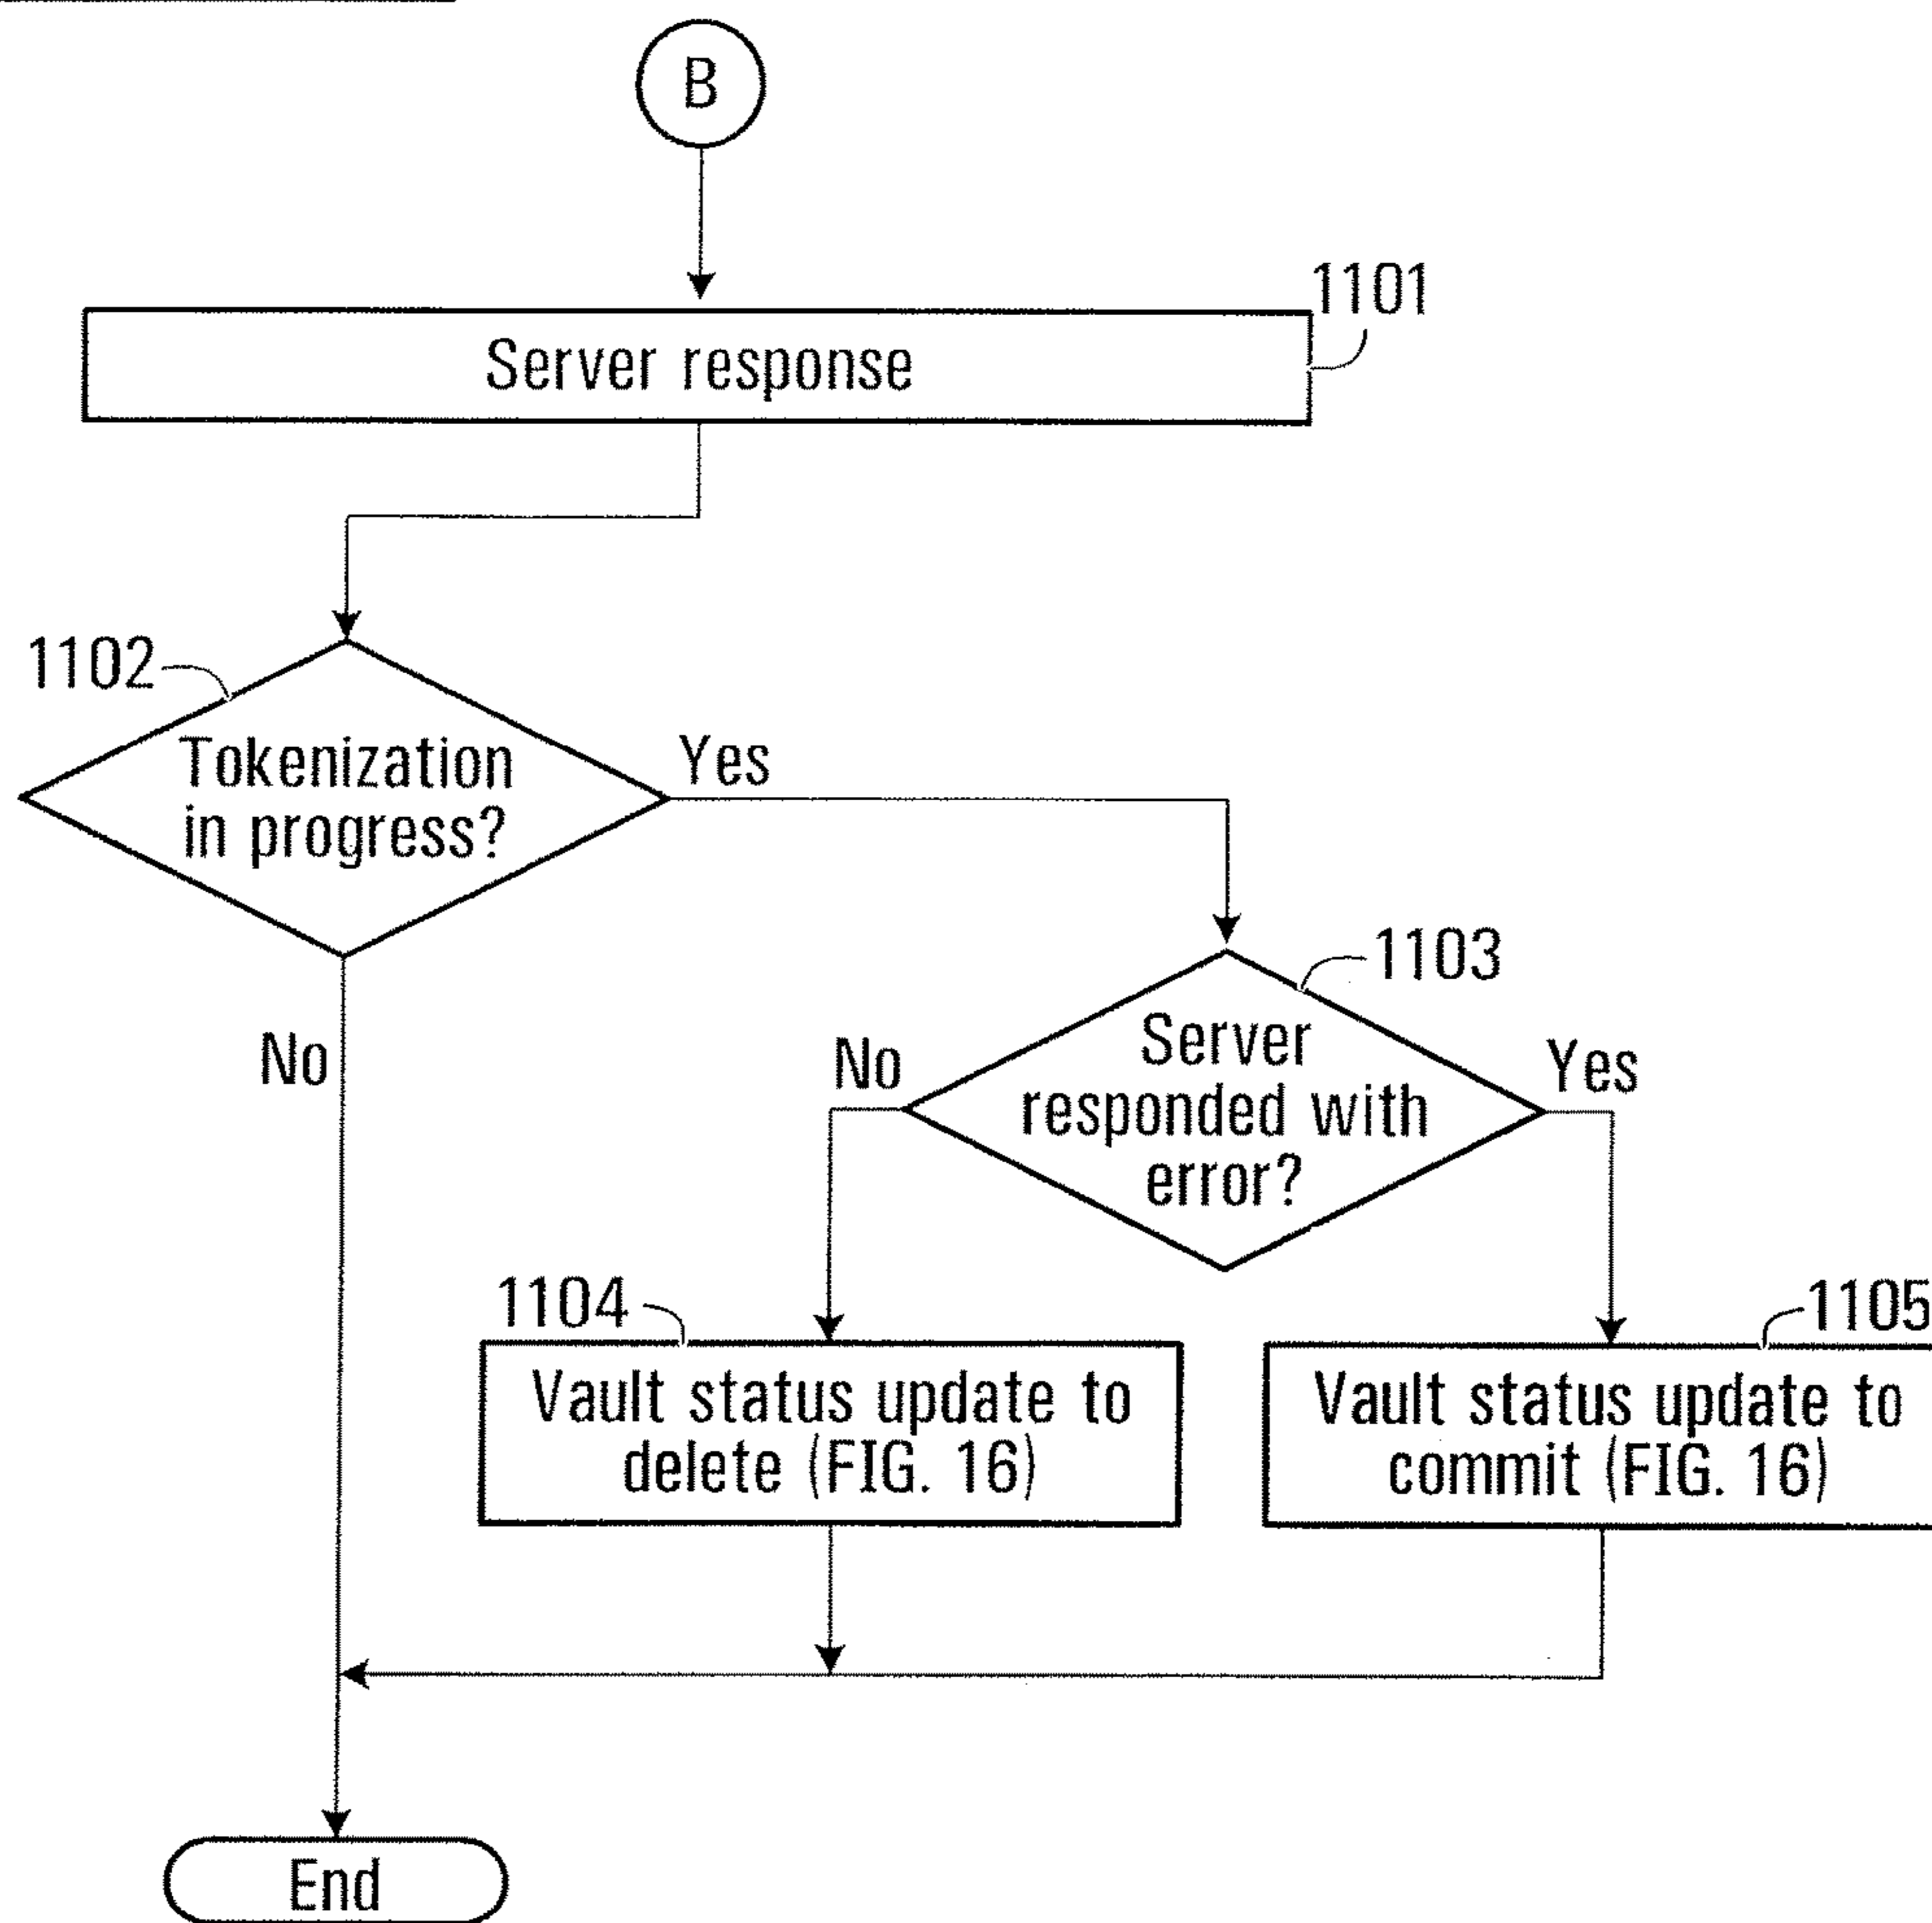 B
1101
Server response
1102
Tokenization
in progress?
Yes
No
1103
Server
responded with
error?
No
Yes
1104
Vault status update to
delete (FIG. 16)
1105
Vault status update to
commit (FIG. 16)
End